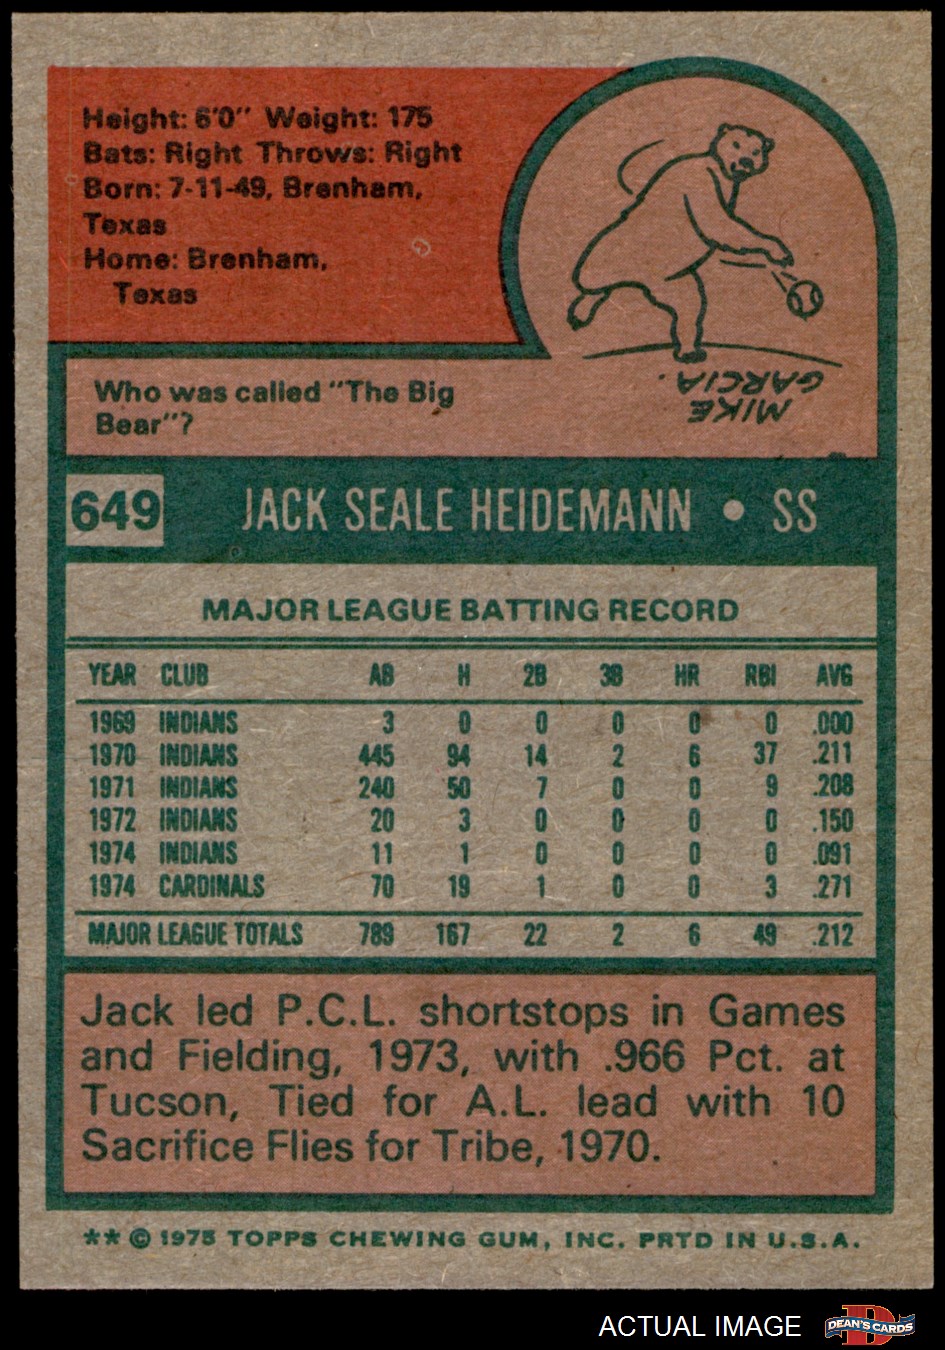 Height: 6'0" Weight: 175
Bats: Right Throws: Right
Born: 7-11-49, Brenham,
Texas
Home: Brenham,
Texas
Who was called "The Big
Bear"?
MIKE
GARCIA.
649 JACK SEALE HEIDEMANN • SS
MAJOR LEAGUE BATTING RECORD
YEAR CLUB AB H 2B 3B HR RBI AVG
1969 INDIANS 3 0 0 0 0 0 .000
1970 INDIANS 445 94 14 2 6 37 .211
1971 INDIANS 240 50 7 0 0 9 .208
1972 INDIANS 20 3 0 0 0 0 .150
1974 INDIANS 11 1 0 0 0 0 .091
1974 CARDINALS 70 19 1 0 0 3 .271
MAJOR LEAGUE TOTALS 789 167 22 2 6 49 .212
Jack led P.C.L. shortstops in Games
and Fielding, 1973, with .966 Pct. at
Tucson, Tied for A.L. lead with 10
Sacrifice Flies for Tribe, 1970.
** © 1975 TOPPS CHEWING GUM, INC. PRTD IN U.S.A.
ACTUAL IMAGE D DEAN'S CARDS